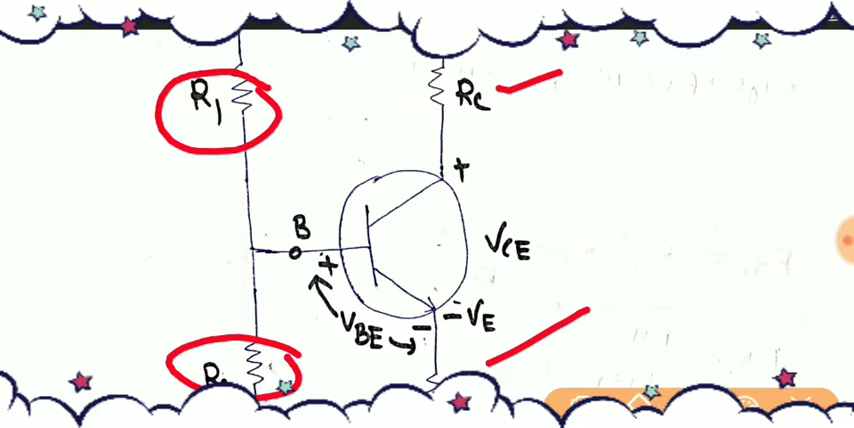 R1
RC
+
B
+
VCE
VBE
-
- VE
R